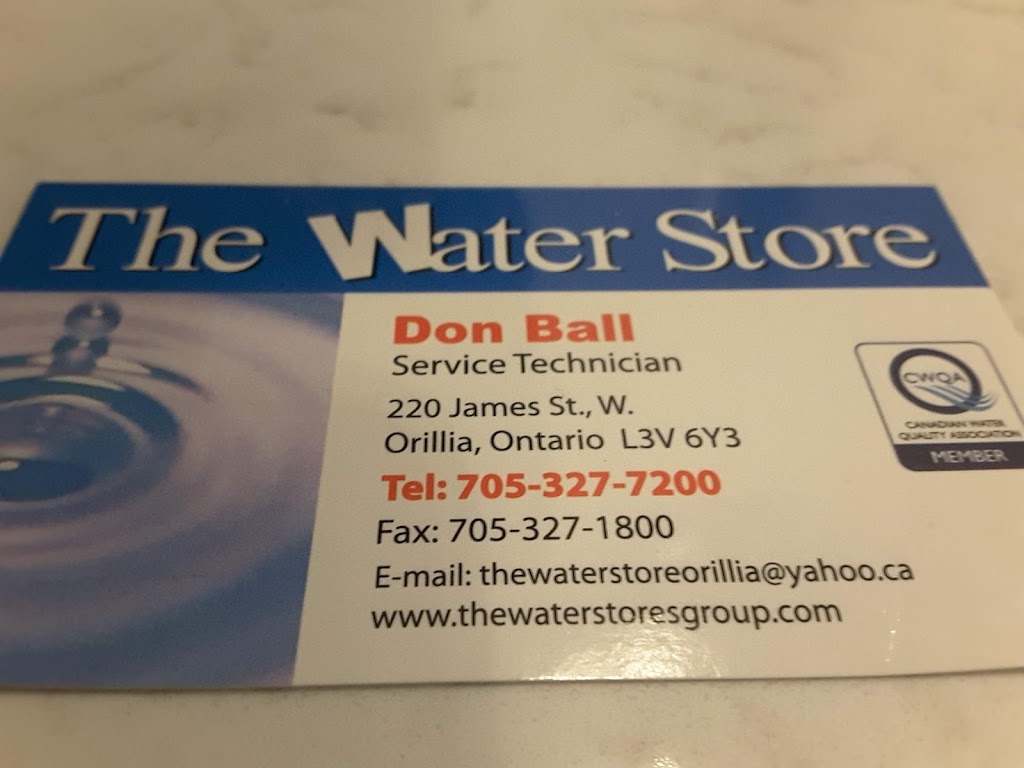 The Water Store
Don Ball
Service Technician
220 James St., W.
Orillia, Ontario L3V 6Y3
Tel: 705-327-7200
Fax: 705-327-1800
E-mail: thewaterstoreorillia@yahoo.ca
www.thewaterstoresgroup.com
CWQA
CANADIAN WATER
QUALITY ASSOCIATION
MEMBER